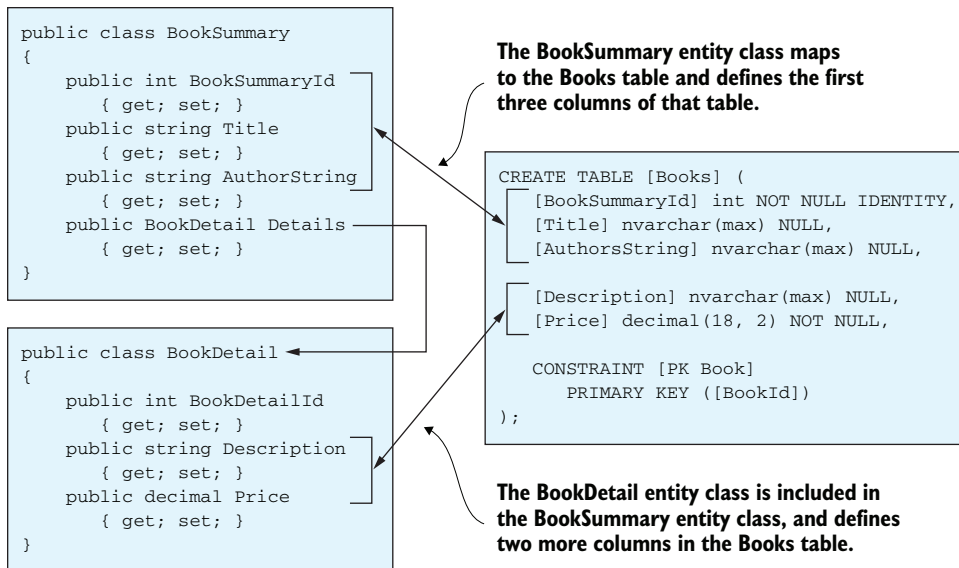 public class BookSummary
{
public int BookSummaryId
{ get; set; }
public string Title
{ get; set; }
public string AuthorString
{ get; set; }
public BookDetail Details
{ get; set; }
}
The BookSummary entity class maps
to the Books table and defines the first
three columns of that table.
CREATE TABLE [Books] (
[BookSummaryId] int NOT NULL IDENTITY,
[Title] nvarchar(max) NULL,
[AuthorsString] nvarchar(max) NULL,
[Description] nvarchar(max) NULL,
[Price] decimal(18, 2) NOT NULL,
CONSTRAINT [PK Book]
PRIMARY KEY ([BookId])
);
public class BookDetail
{
public int BookDetailId
{ get; set; }
public string Description
{ get; set; }
public decimal Price
{ get; set; }
}
The BookDetail entity class is included in
the BookSummary entity class, and defines
two more columns in the Books table.